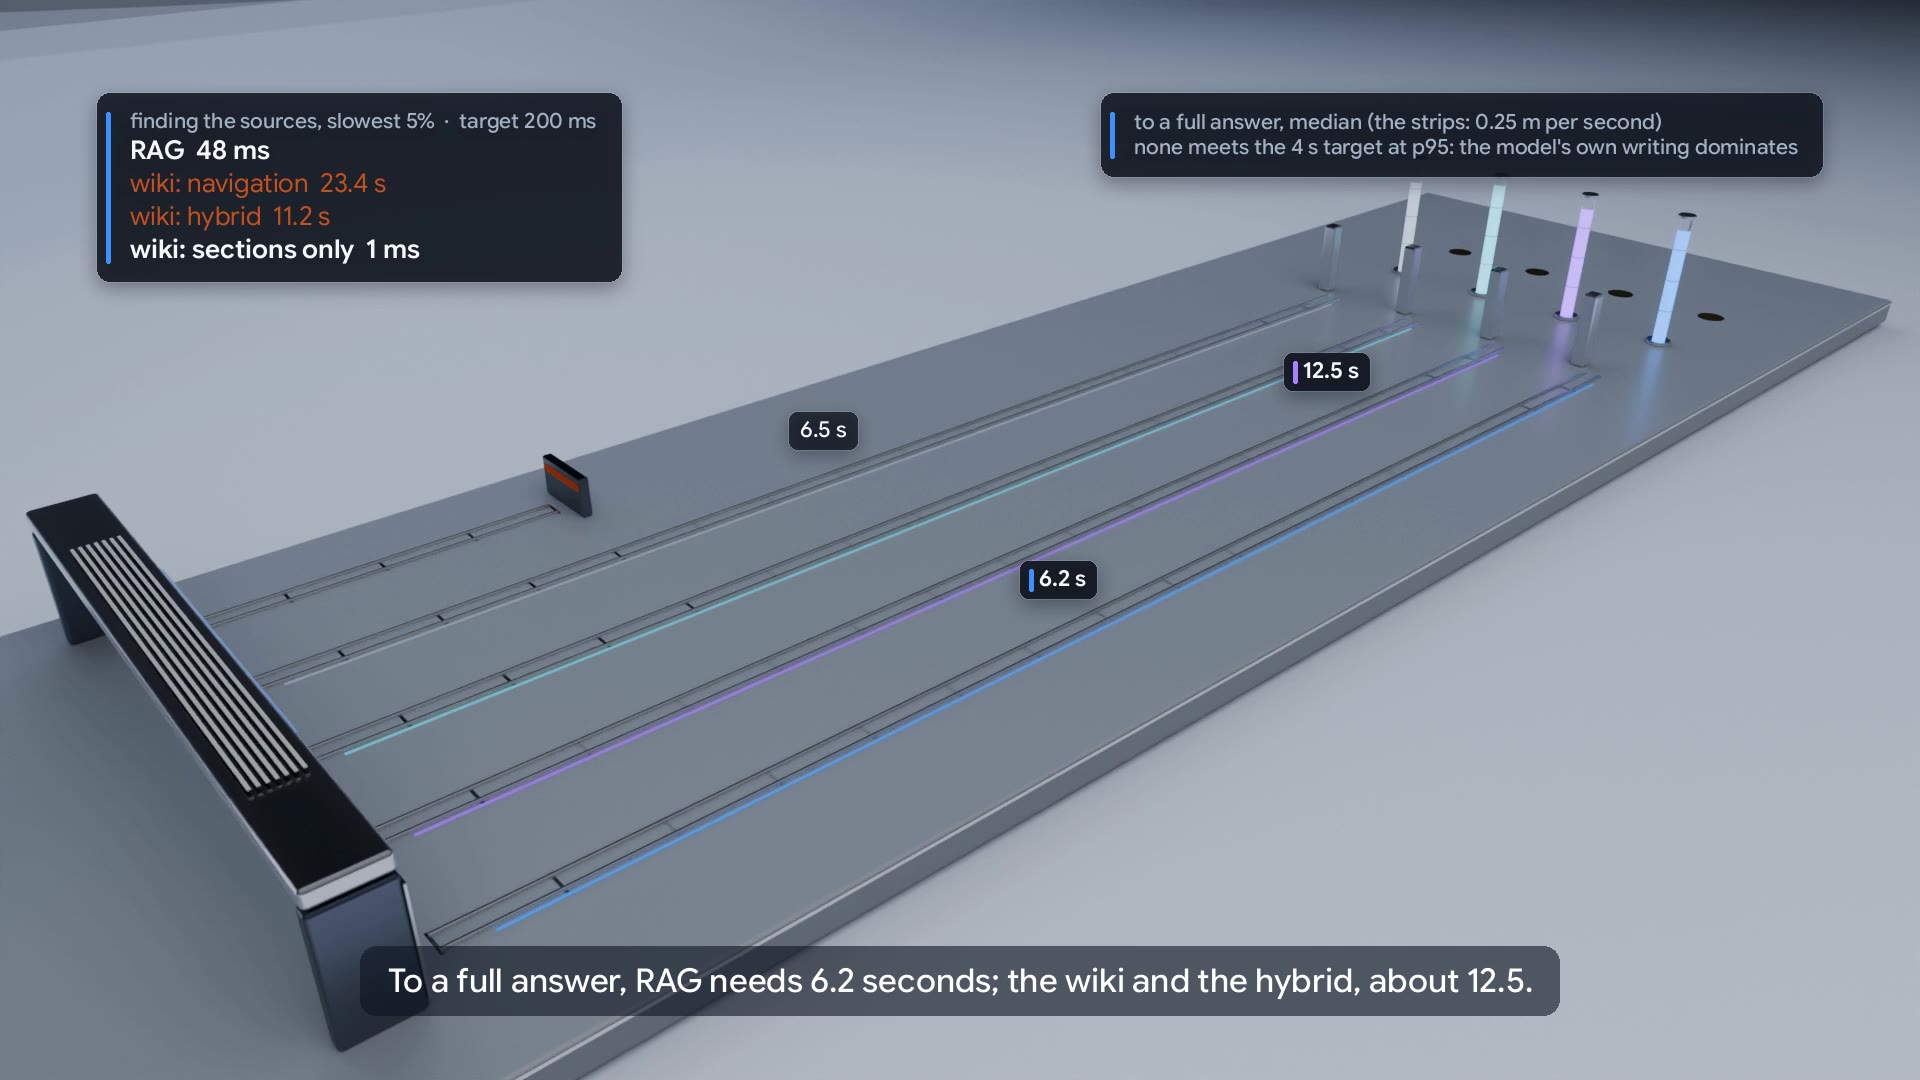 finding the sources, slowest 5% · target 200 ms
RAG 48 ms
wiki: navigation 23.4 s
wiki: hybrid 11.2 s
wiki: sections only 1 ms
to a full answer, median (the strips: 0.25 m per second)
none meets the 4 s target at p95: the model's own writing dominates
12.5 s
6.5 s
6.2 s
To a full answer, RAG needs 6.2 seconds; the wiki and the hybrid, about 12.5.